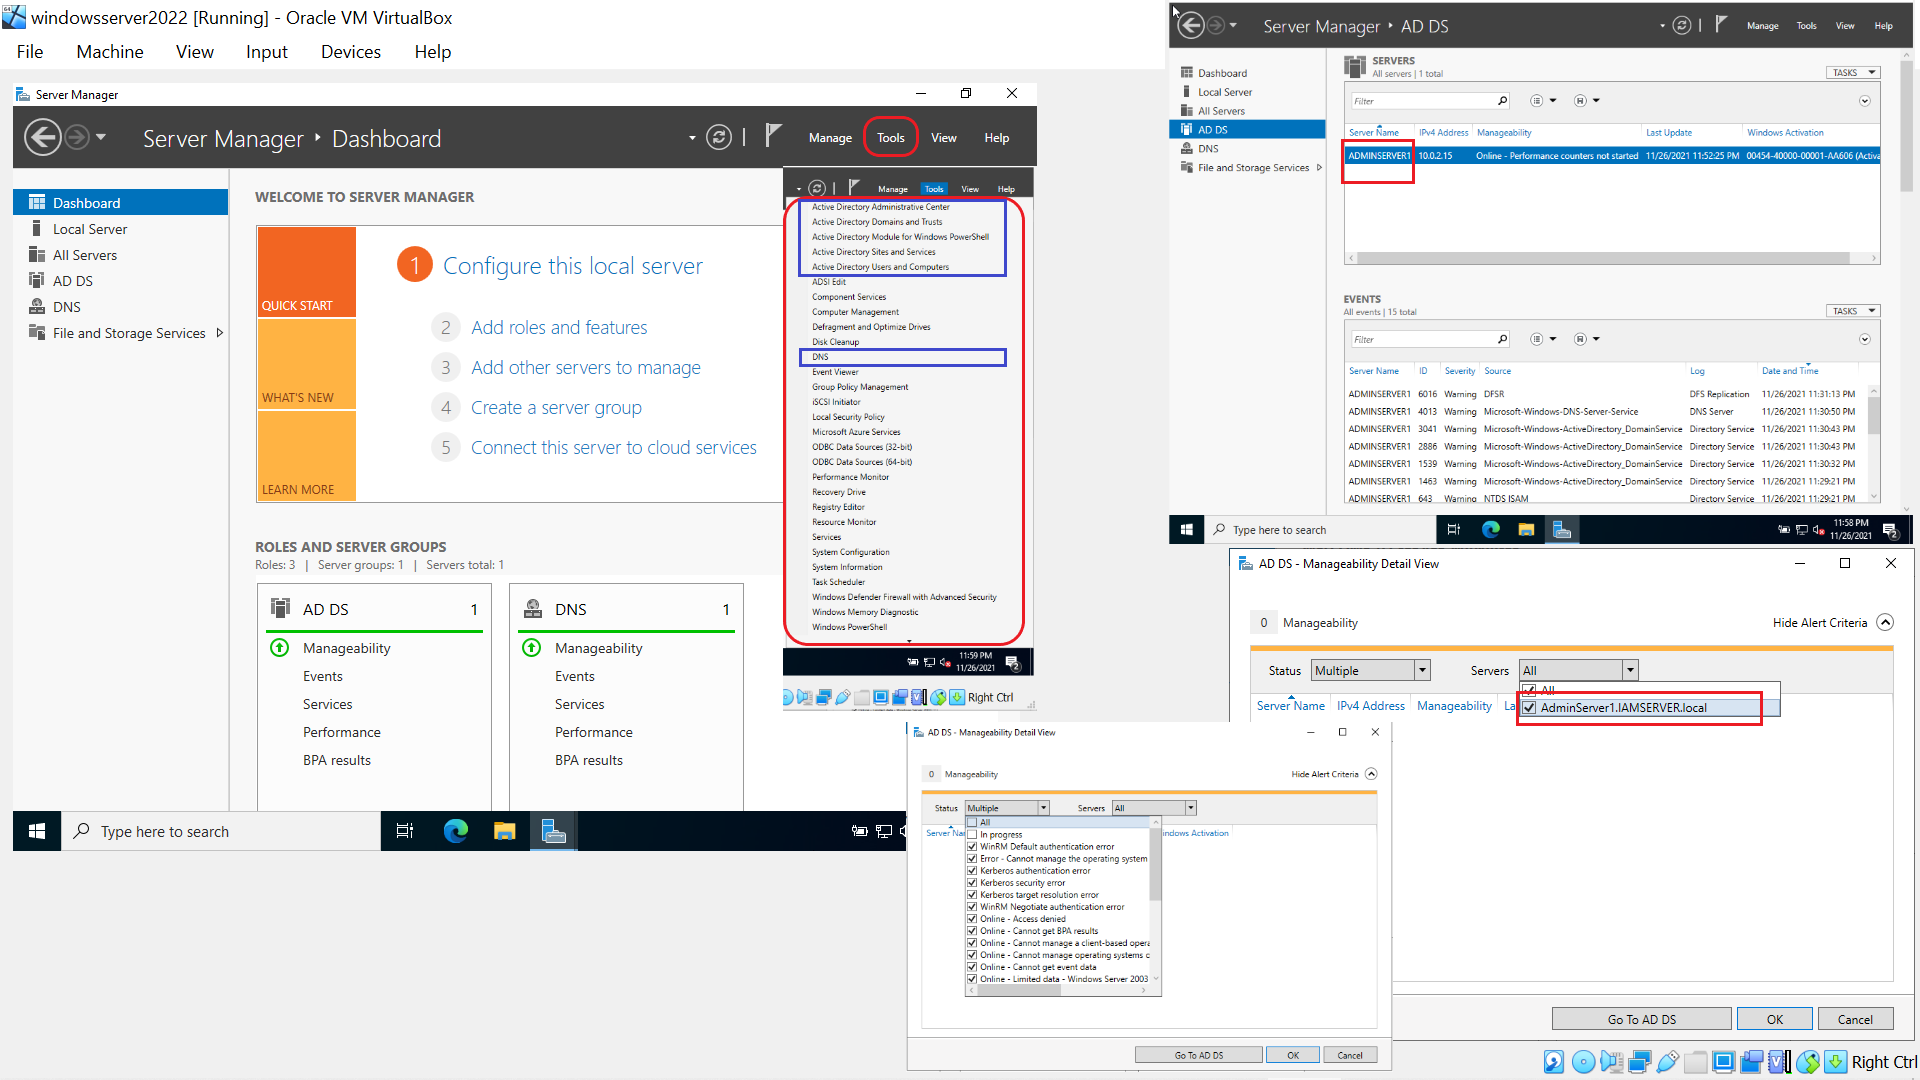 windowsserver2022 [Running] - Oracle VM VirtualBox
File Machine View Input Devices Help
Server Manager
Server Manager • Dashboard
Manage Tools View Help
Dashboard
Local Server
All Servers
AD DS
DNS
File and Storage Services
WELCOME TO SERVER MANAGER
QUICK START
WHAT'S NEW
LEARN MORE
1 Configure this local server
2 Add roles and features
3 Add other servers to manage
4 Create a server group
5 Connect this server to cloud services
ROLES AND SERVER GROUPS
Roles: 3 | Server groups: 1 | Servers total: 1
AD DS 1
Manageability
Events
Services
Performance
BPA results
DNS 1
Manageability
Events
Services
Performance
BPA results
Type here to search
Manage Tools View Help
Active Directory Administrative Center
Active Directory Domains and Trusts
Active Directory Module for Windows PowerShell
Active Directory Sites and Services
Active Directory Users and Computers
ADSI Edit
Component Services
Computer Management
Defragment and Optimize Drives
Disk Cleanup
DNS
Event Viewer
Group Policy Management
iSCSI Initiator
Local Security Policy
Microsoft Azure Services
ODBC Data Sources (32-bit)
ODBC Data Sources (64-bit)
Performance Monitor
Recovery Drive
Registry Editor
Resource Monitor
Services
System Configuration
System Information
Task Scheduler
Windows Defender Firewall with Advanced Security
Windows Memory Diagnostic
Windows PowerShell
11:59 PM
11/26/2021
2
Right Ctrl
Server Manager • AD DS
Manage Tools View Help
Dashboard
Local Server
All Servers
AD DS
DNS
File and Storage Services
SERVERS
All servers | 1 total
TASKS
Filter
Server Name IPv4 Address Manageability Last Update Windows Activation
ADMINSERVER1 10.0.2.15 Online - Performance counters not started 11/26/2021 11:52:25 PM 00454-40000-00001-AA606 (Activa
EVENTS
All events | 15 total
TASKS
Filter
Server Name ID Severity Source Log Date and Time
ADMINSERVER1 6016 Warning DFSR DFS Replication 11/26/2021 11:31:13 PM
ADMINSERVER1 4013 Warning Microsoft-Windows-DNS-Server-Service DNS Server 11/26/2021 11:30:50 PM
ADMINSERVER1 3041 Warning Microsoft-Windows-ActiveDirectory_DomainService Directory Service 11/26/2021 11:30:43 PM
ADMINSERVER1 2886 Warning Microsoft-Windows-ActiveDirectory_DomainService Directory Service 11/26/2021 11:30:43 PM
ADMINSERVER1 1539 Warning Microsoft-Windows-ActiveDirectory_DomainService Directory Service 11/26/2021 11:30:32 PM
ADMINSERVER1 1463 Warning Microsoft-Windows-ActiveDirectory_DomainService Directory Service 11/26/2021 11:29:21 PM
ADMINSERVER1 643 Warning NTDS ISAM Directory Service 11/26/2021 11:29:21 PM
Type here to search
11:58 PM
11/26/2021
2
AD DS - Manageability Detail View
0 Manageability
Hide Alert Criteria
Status Multiple Servers All
All
AdminServer1.IAMSERVER.local
Server Name IPv4 Address Manageability La
Go To AD DS OK Cancel
Right Ctrl
AD DS - Manageability Detail View
0 Manageability
Hide Alert Criteria
Status Multiple Servers All
Server Nar indows Activation
All
In progress
WinRM Default authentication error
Error - Cannot manage the operating system
Kerberos authentication error
Kerberos security error
Kerberos target resolution error
WinRM Negotiate authentication error
Online - Access denied
Online - Cannot get BPA results
Online - Cannot manage a client-based opera
Online - Cannot manage operating systems o
Online - Cannot get event data
Online - Limited data - Windows Server 2003
Go To AD DS OK Cancel